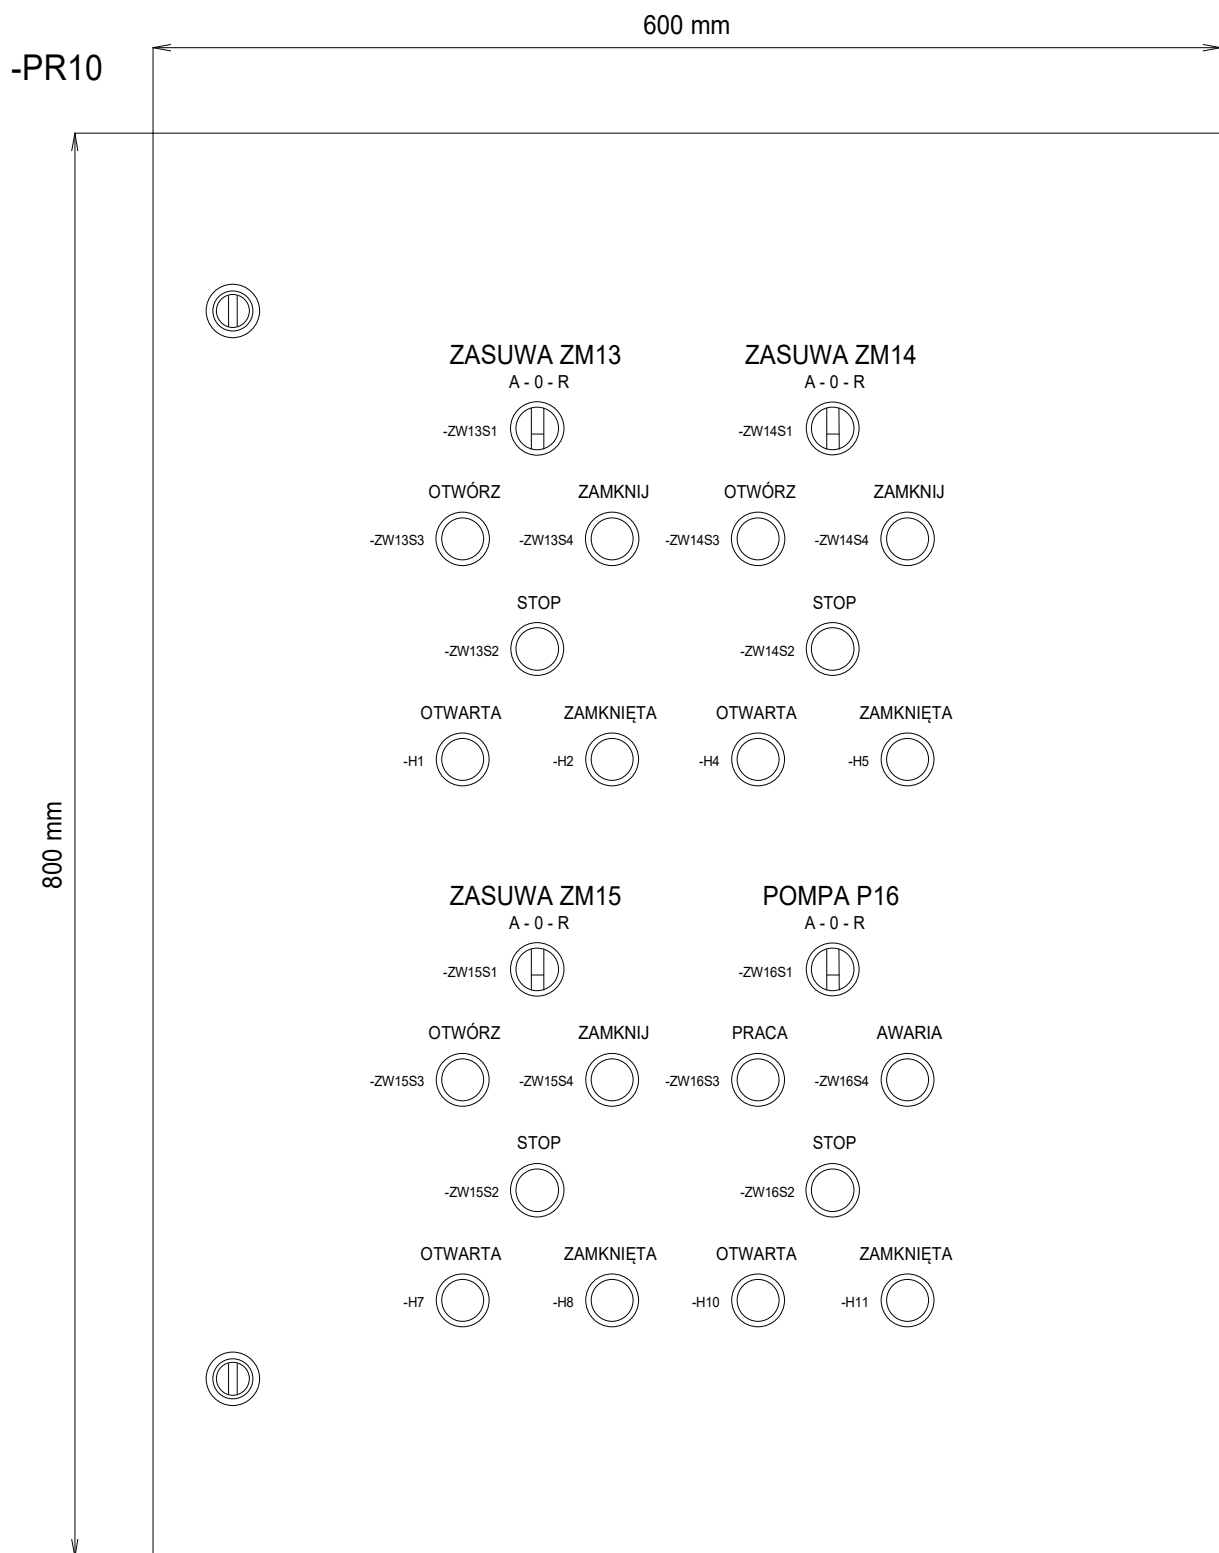 600 mm
-PR10
ZASUWA ZM13 ZASUWA ZM14
A - 0 - R A - 0 - R
-ZW13S1 -ZW14S1
OTWÓRZ ZAMKNIJ OTWÓRZ ZAMKNIJ
-ZW13S3 -ZW13S4 -ZW14S3 -ZW14S4
STOP STOP
-ZW13S2 -ZW14S2
OTWARTA ZAMKNIĘTA OTWARTA ZAMKNIĘTA
-H1 -H2 -H4 -H5
800 mm
ZASUWA ZM15 POMPA P16
A - 0 - R A - 0 - R
-ZW15S1 -ZW16S1
OTWÓRZ ZAMKNIJ PRACA AWARIA
-ZW15S3 -ZW15S4 -ZW16S3 -ZW16S4
STOP STOP
-ZW15S2 -ZW16S2
OTWARTA ZAMKNIĘTA OTWARTA ZAMKNIĘTA
-H7 -H8 -H10 -H11